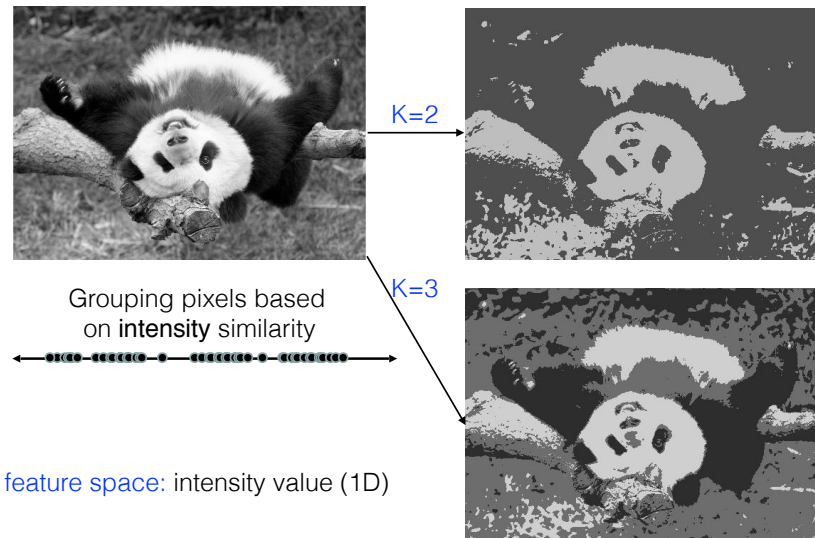 K=2
K=3
Grouping pixels based
on intensity similarity
feature space: intensity value (1D)